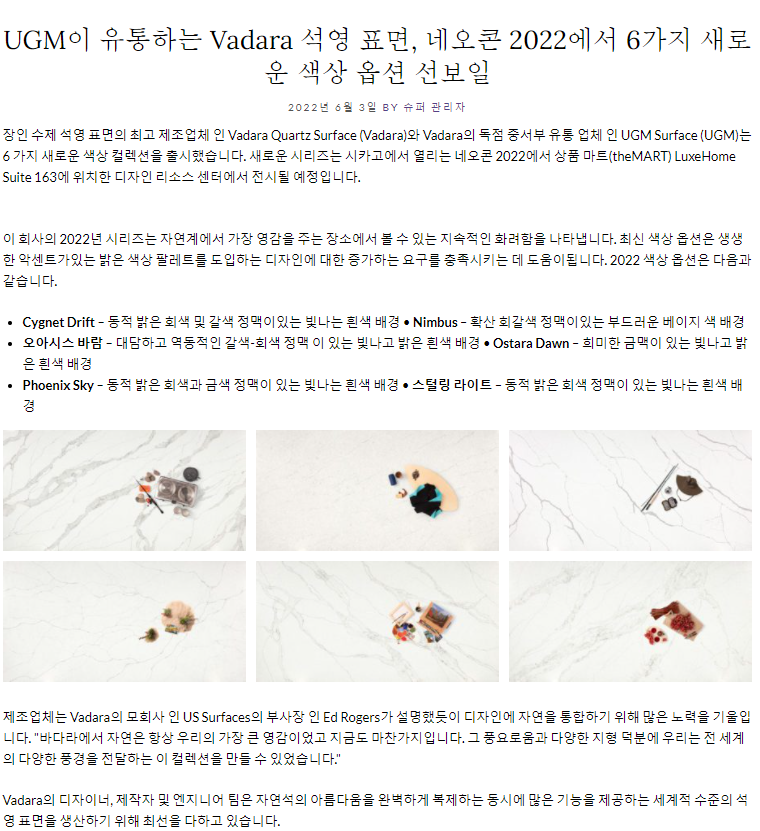 UGM이 유통하는 Vadara 석영 표면, 네오콘 2022에서 6가지 새로
운 색상 옵션 선보일
2022년 6월 3일 BY 슈퍼 관리자
장인 수제 석영 표면의 최고 제조업체 인 Vadara Quartz Surface (Vadara)와 Vadara의 독점 중서부 유통 업체 인 UGM Surface (UGM)는
6 가지 새로운 색상 컬렉션을 출시했습니다. 새로운 시리즈는 시카고에서 열리는 네오콘 2022에서 상품 마트(theMART) LuxeHome
Suite 163에 위치한 디자인 리소스 센터에서 전시될 예정입니다.
이 회사의 2022년 시리즈는 자연계에서 가장 영감을 주는 장소에서 볼 수 있는 지속적인 화려함을 나타냅니다. 최신 색상 옵션은 생생
한 악센트가있는 밝은 색상 팔레트를 도입하는 디자인에 대한 증가하는 요구를 충족시키는 데 도움이됩니다. 2022 색상 옵션은 다음과
같습니다.
• Cygnet Drift – 동적 밝은 회색 및 갈색 정맥이있는 빛나는 흰색 배경 • Nimbus – 확산 회갈색 정맥이있는 부드러운 베이지 색 배경
• 오아시스 바람 – 대담하고 역동적인 갈색-회색 정맥 이 있는 빛나고 밝은 흰색 배경 • Ostara Dawn – 희미한 금맥이 있는 빛나고 밝
은 흰색 배경
• Phoenix Sky – 동적 밝은 회색과 금색 정맥이 있는 빛나는 흰색 배경 • 스털링 라이트 – 동적 밝은 회색 정맥이 있는 빛나는 흰색 배
경
제조업체는 Vadara의 모회사 인 US Surfaces의 부사장 인 Ed Rogers가 설명했듯이 디자인에 자연을 통합하기 위해 많은 노력을 기울입
니다. "바다라에서 자연은 항상 우리의 가장 큰 영감이었고 지금도 마찬가지입니다. 그 풍요로움과 다양한 지형 덕분에 우리는 전 세계
의 다양한 풍경을 전달하는 이 컬렉션을 만들 수 있었습니다."
Vadara의 디자이너, 제작자 및 엔지니어 팀은 자연석의 아름다움을 완벽하게 복제하는 동시에 많은 기능을 제공하는 세계적 수준의 석
영 표면을 생산하기 위해 최선을 다하고 있습니다.